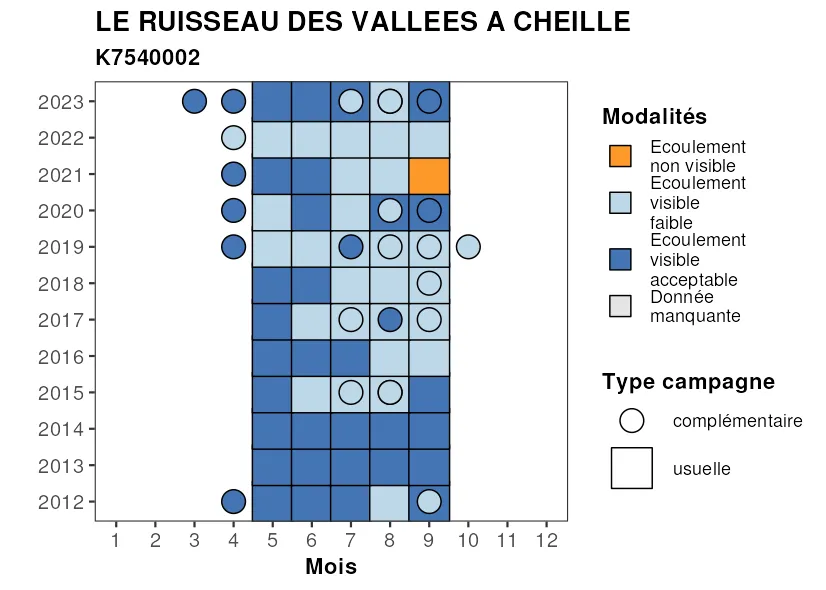 LE RUISSEAU DES VALLEES A CHEILLE
K7540002
2023
2022
2021
2020
2019
2018
2017
2016
2015
2014
2013
2012
1 2 3 4 5 6 7 8 9 10 11 12
Mois
Modalités
Ecoulement
non visible
Ecoulement
visible
faible
Ecoulement
visible
acceptable
Donnée
manquante
Type campagne
complémentaire
usuelle